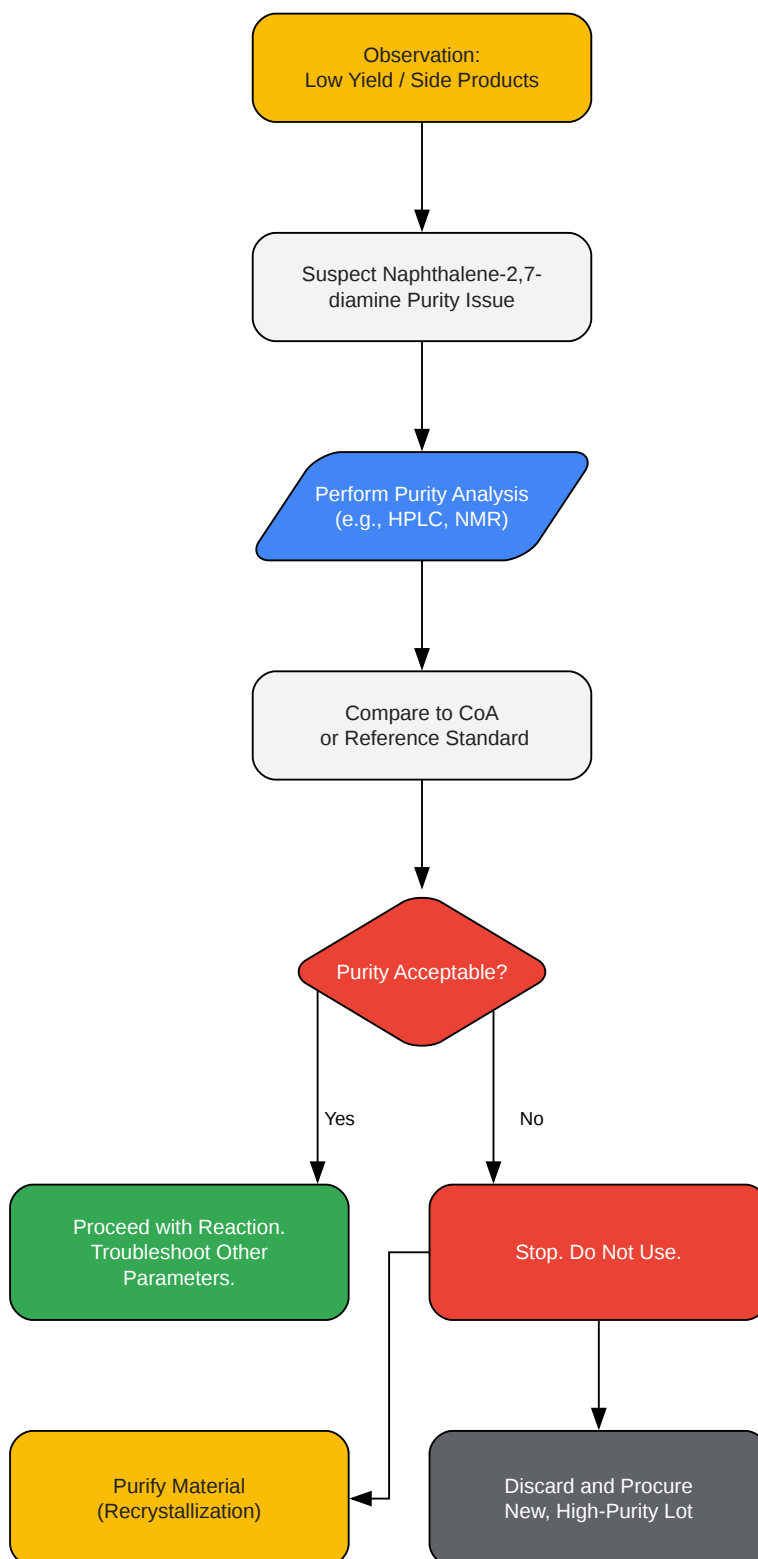 Observation:
Low Yield / Side Products
Suspect Naphthalene-2,7-
diamine Purity Issue
Perform Purity Analysis
(e.g., HPLC, NMR)
Compare to CoA
or Reference Standard
Purity Acceptable?
Yes
No
Proceed with Reaction.
Troubleshoot Other
Parameters.
Stop. Do Not Use.
Purify Material
(Recrystallization)
Discard and Procure
New, High-Purity Lot